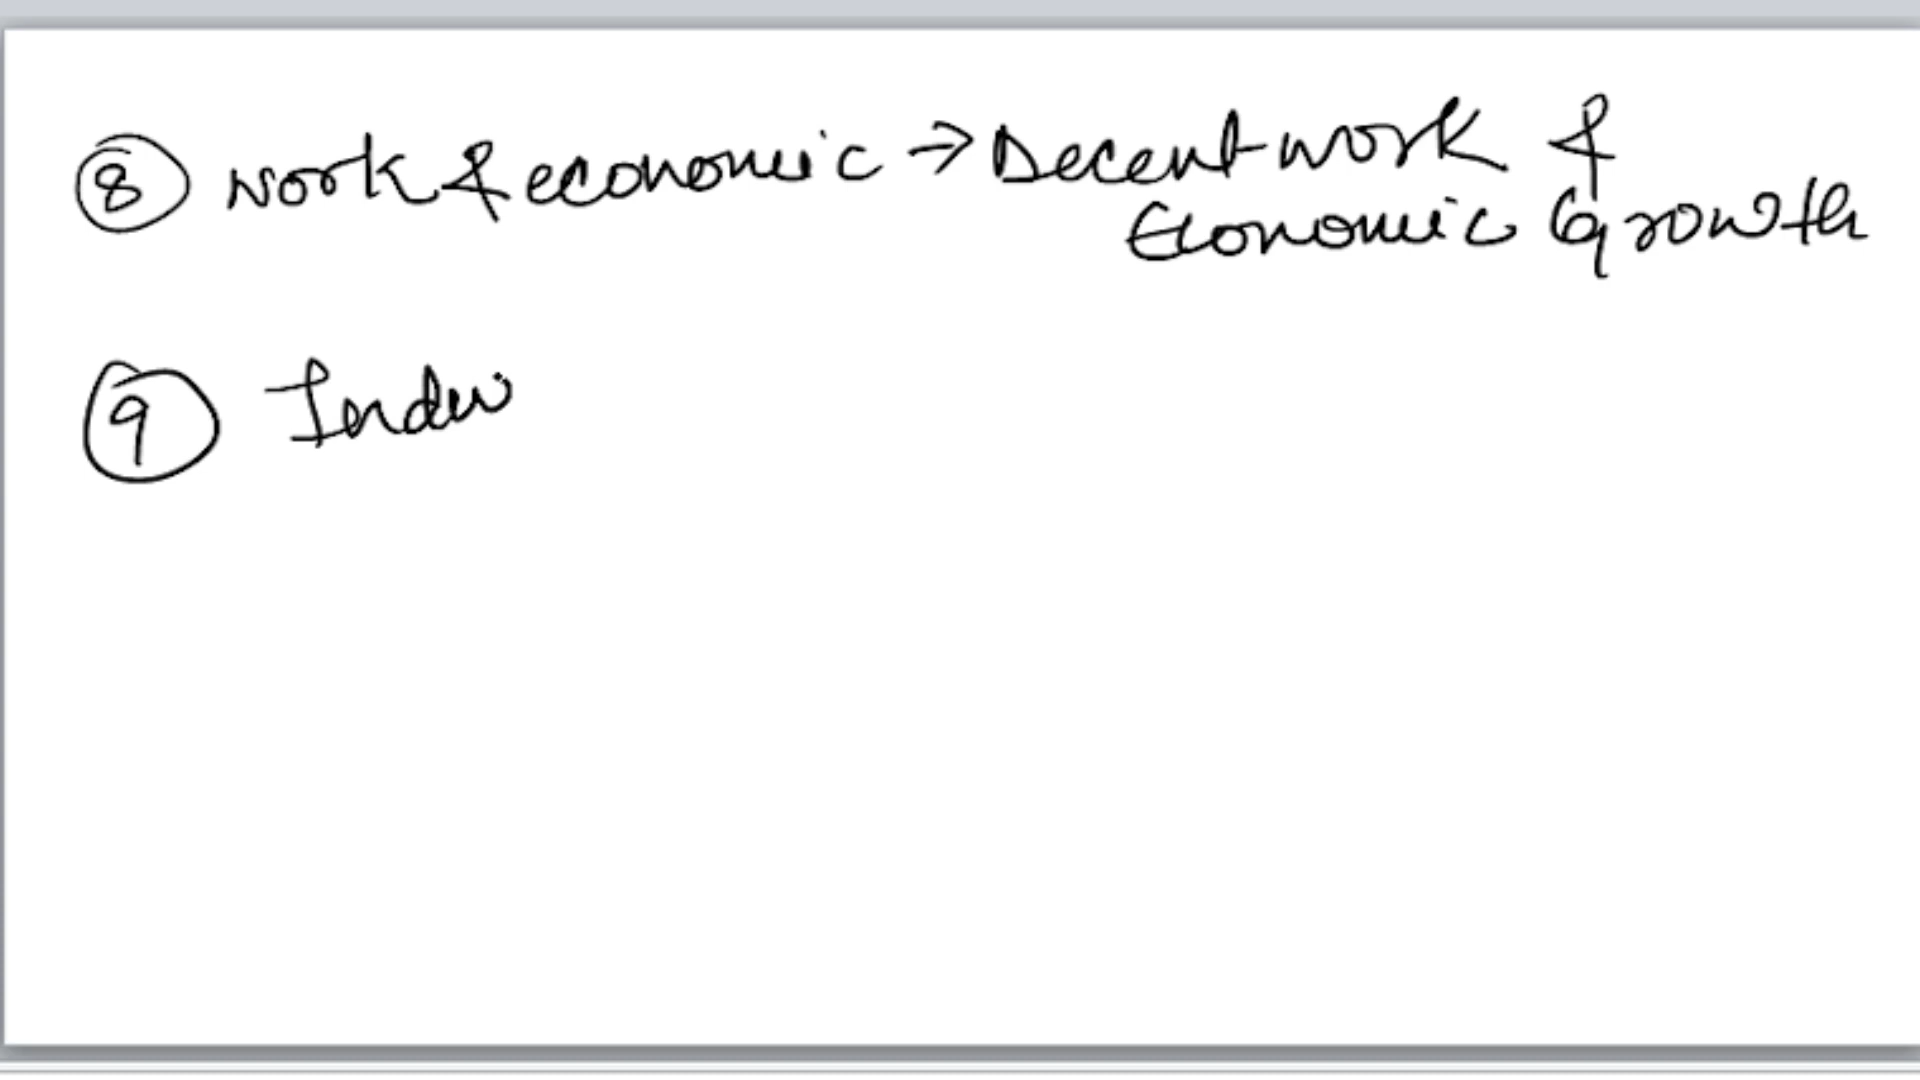 ⑧ Work & economic → Decent work &
Economic Growth
⑨ Indu